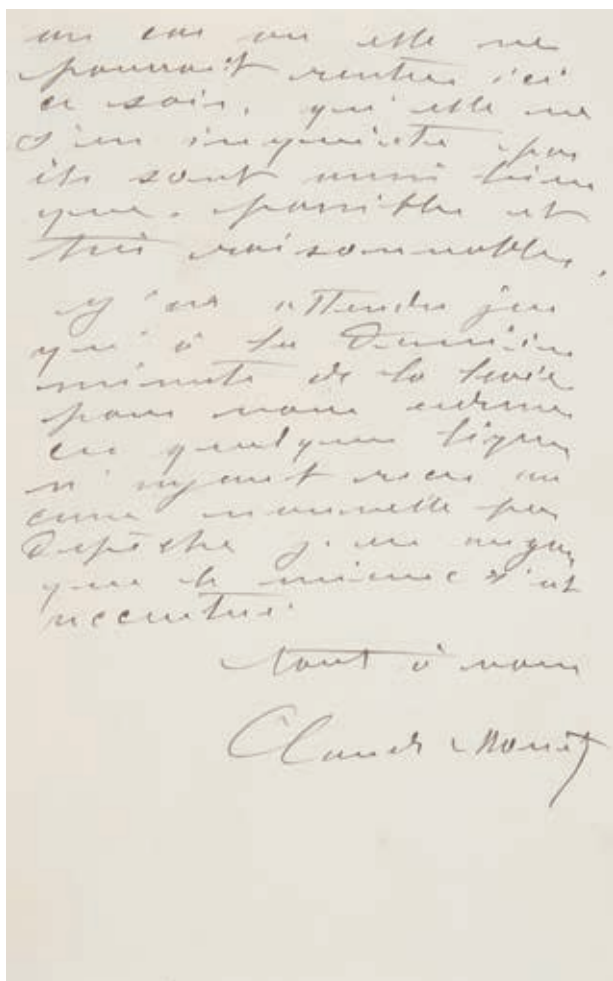 au cas où elle ne
pourrait rentrer ici
ce soir, qu'elle ne
s'en inquiète pas
ils sont aussi bien
que possible et
très raisonnables.
J'ai attendu jus
qu'à la dernière
minute de la levée
pour vous adresser
ces quelques lignes
n'ayant reçu au
cune nouvelle par
dépêche j'en augure
que le mieux s'est
accentué.
Tout à vous
Claude Monet